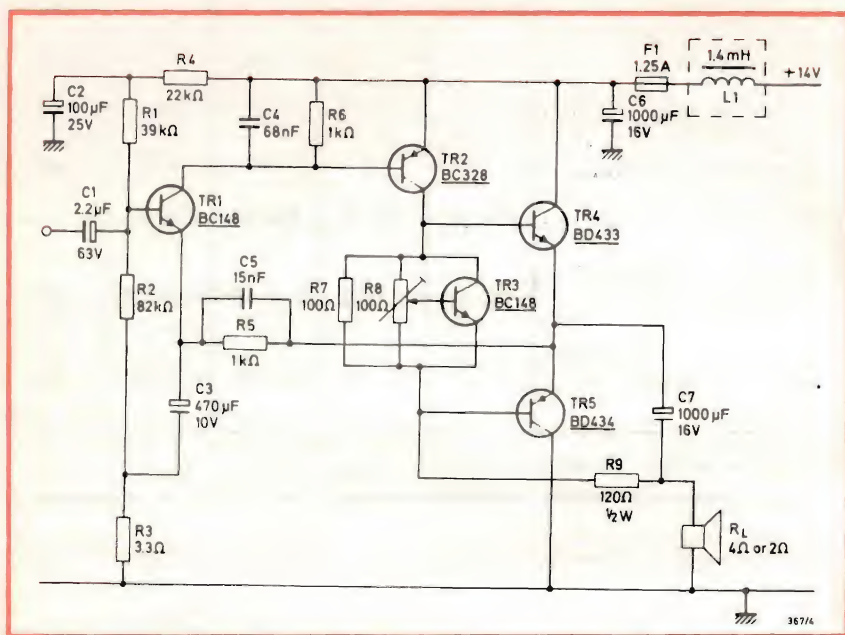 C2
100µF
25V
R1
39kΩ
R4
22kΩ
C4
68nF
R6
1kΩ
F1
1.25A
1.4mH
L1
+14V
C6
1000µF
16V
TR2
BC328
TR1
BC148
C1
2.2µF
63V
R2
82kΩ
C5
15nF
R5
1kΩ
R7
100Ω
R8
100Ω
TR3
BC148
TR4
BD433
C3
470µF
10V
TR5
BD434
C7
1000µF
16V
R9
120Ω
½W
R3
3.3Ω
RL
4Ω or 2Ω
367/4